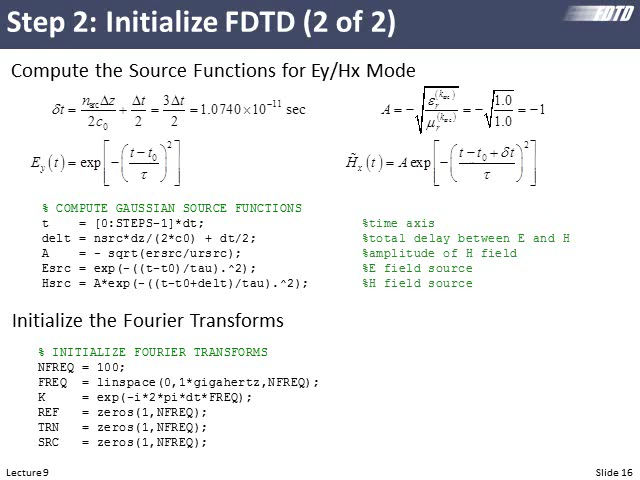 Step 2: Initialize FDTD (2 of 2)
FDTD
Compute the Source Functions for Ey/Hx Mode
δt = n_src Δz / 2c₀ + Δt / 2 = 3Δt / 2 = 1.0740×10⁻¹¹ sec
A = −√(ε_r^(k_src) / μ_r^(k_src)) = −√(1.0 / 1.0) = −1
E_y(t) = exp[−((t − t₀) / τ)²]
H̃_x(t) = A exp[−((t − t₀ + δt) / τ)²]
% COMPUTE GAUSSIAN SOURCE FUNCTIONS
t = [0:STEPS-1]*dt; %time axis
delt = nsrc*dz/(2*c0) + dt/2; %total delay between E and H
A = - sqrt(ersrc/ursrc); %amplitude of H field
Esrc = exp(-((t-t0)/tau).^2); %E field source
Hsrc = A*exp(-((t-t0+delt)/tau).^2); %H field source
Initialize the Fourier Transforms
% INITIALIZE FOURIER TRANSFORMS
NFREQ = 100;
FREQ = linspace(0,1*gigahertz,NFREQ);
K = exp(-i*2*pi*dt*FREQ);
REF = zeros(1,NFREQ);
TRN = zeros(1,NFREQ);
SRC = zeros(1,NFREQ);
Lecture 9
Slide 16